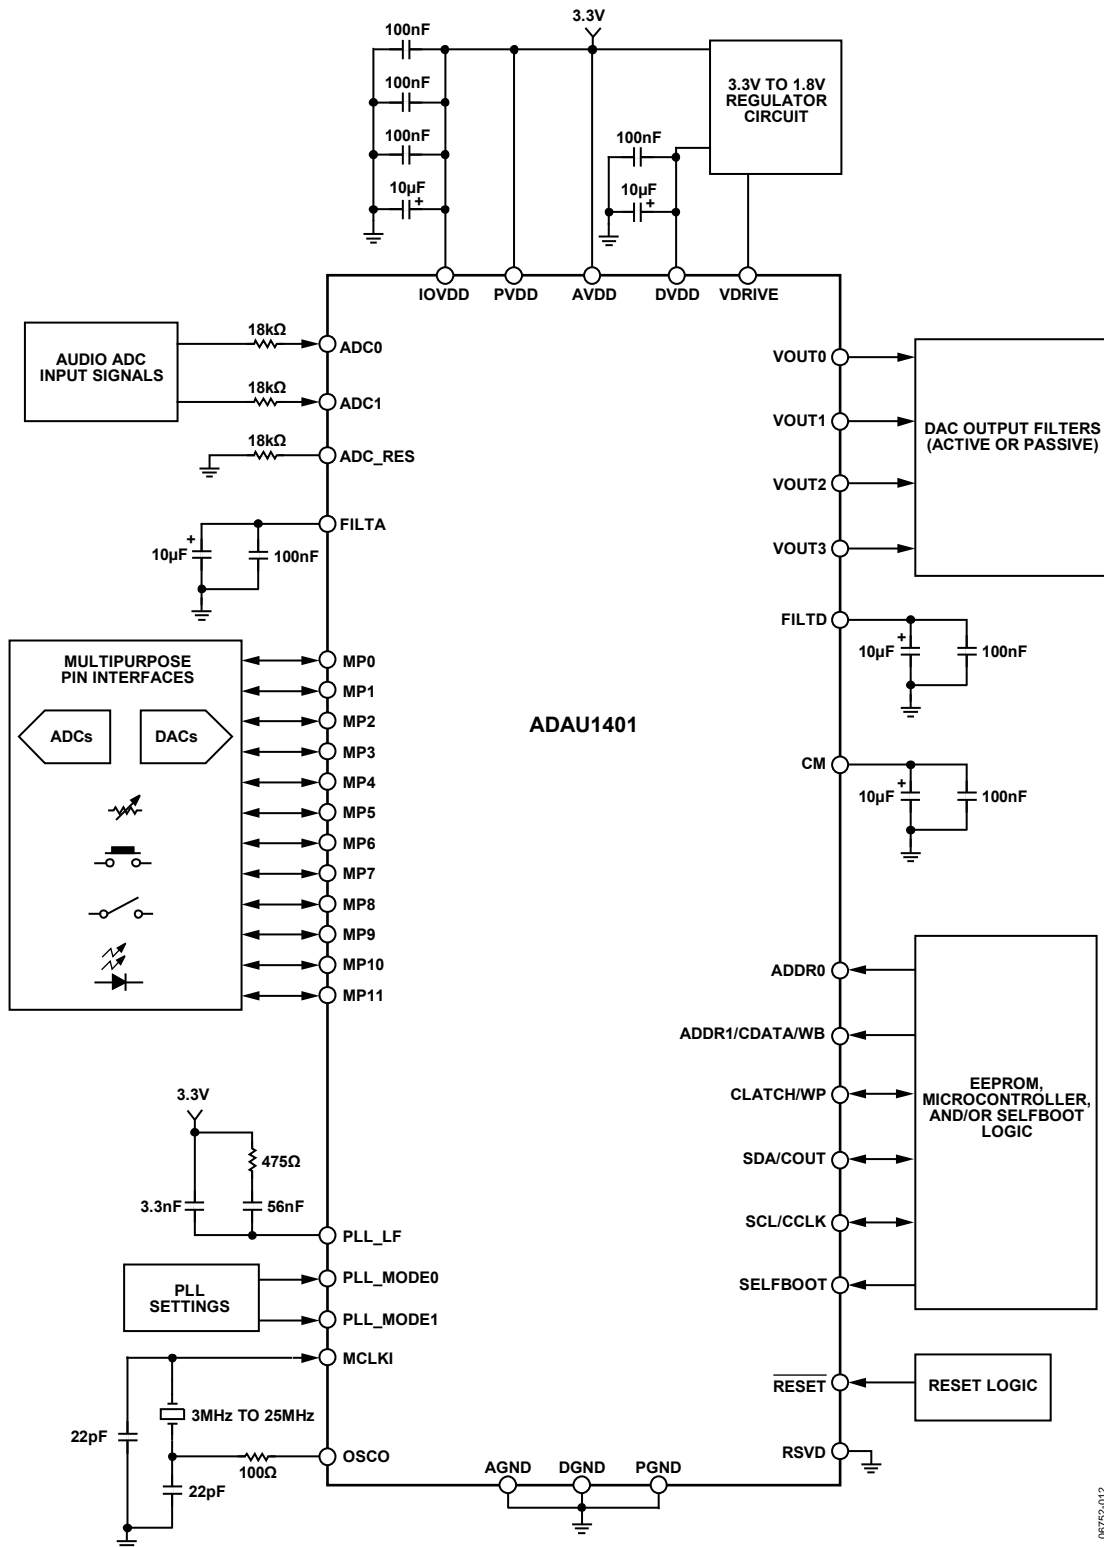 3.3V
100nF
100nF
100nF
10µF
+
3.3V TO 1.8V
REGULATOR
CIRCUIT
100nF
10µF
+
IOVDD
PVDD
AVDD
DVDD
VDRIVE
AUDIO ADC
INPUT SIGNALS
18kΩ
ADC0
18kΩ
ADC1
18kΩ
ADC_RES
FILTA
+
10µF
100nF
MULTIPURPOSE
PIN INTERFACES
ADCs
DACs
MP0
MP1
MP2
MP3
MP4
MP5
MP6
MP7
MP8
MP9
MP10
MP11
3.3V
475Ω
3.3nF
56nF
PLL_LF
PLL
SETTINGS
PLL_MODE0
PLL_MODE1
MCLKI
3MHz TO 25MHz
22pF
100Ω
OSCO
22pF
ADAU1401
AGND
DGND
PGND
VOUT0
VOUT1
VOUT2
VOUT3
DAC OUTPUT FILTERS
(ACTIVE OR PASSIVE)
FILTD
+
10µF
100nF
CM
+
10µF
100nF
ADDR0
ADDR1/CDATA/WB
CLATCH/WP
SDA/COUT
SCL/CCLK
SELFBOOT
EEPROM,
MICROCONTROLLER,
AND/OR SELFBOOT
LOGIC
RESET
RESET LOGIC
RSVD
06752-012